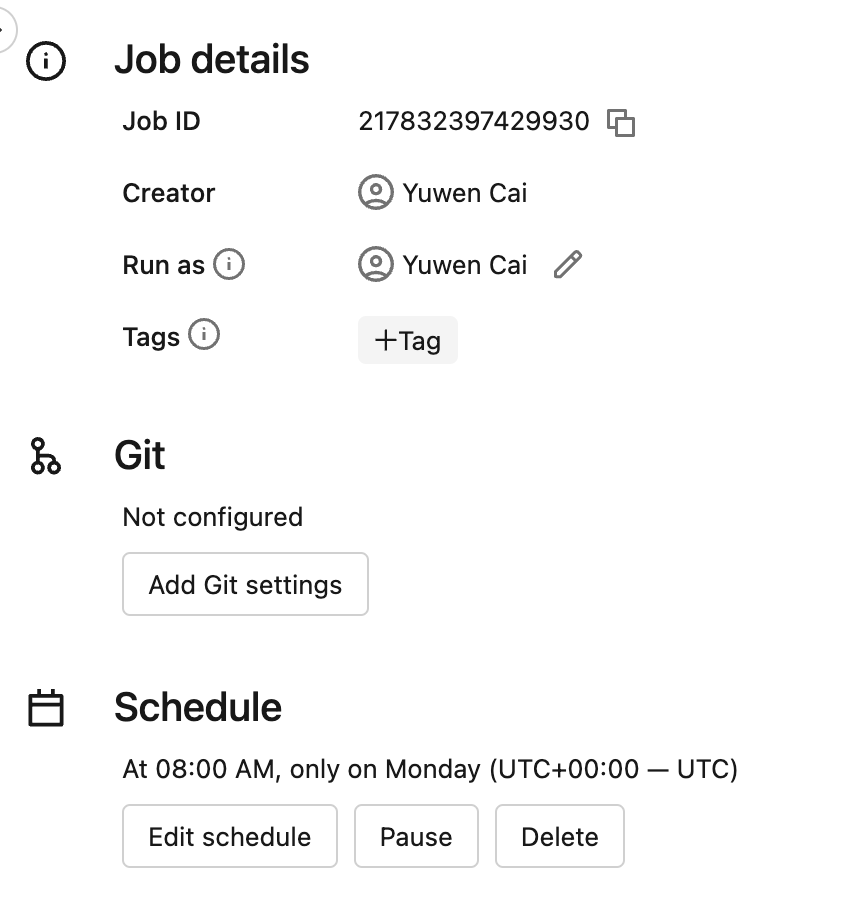 Job details
Job ID 217832397429930
Creator Yuwen Cai
Run as Yuwen Cai
Tags +Tag
Git
Not configured
Add Git settings
Schedule
At 08:00 AM, only on Monday (UTC+00:00 — UTC)
Edit schedule Pause Delete